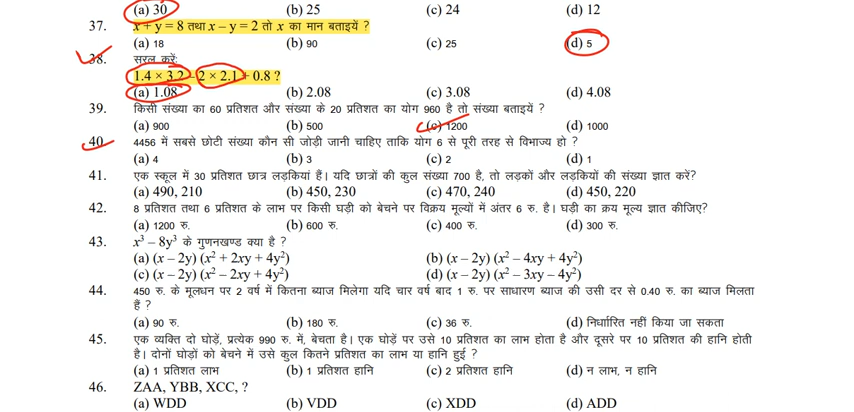 (a) 30 (b) 25 (c) 24 (d) 12
37. x + y = 8 तथा x – y = 2 तो x का मान बताइयें ?
(a) 18 (b) 90 (c) 25 (d) 5
38. सरल करें:
1.4 × 3.2 – 2 × 2.1 + 0.8 ?
(a) 1.08 (b) 2.08 (c) 3.08 (d) 4.08
39. किसी संख्या का 60 प्रतिशत और संख्या के 20 प्रतिशत का योग 960 है तो संख्या बताइयें ?
(a) 900 (b) 500 (c) 1200 (d) 1000
40. 4456 में सबसे छोटी संख्या कौन सी जोड़ी जानी चाहिए ताकि योग 6 से पूरी तरह से विभाज्य हो ?
(a) 4 (b) 3 (c) 2 (d) 1
41. एक स्कूल में 30 प्रतिशत छात्र लड़कियां हैं। यदि छात्रों की कुल संख्या 700 है, तो लड़कों और लड़कियों की संख्या ज्ञात करें?
(a) 490, 210 (b) 450, 230 (c) 470, 240 (d) 450, 220
42. 8 प्रतिशत तथा 6 प्रतिशत के लाभ पर किसी घड़ी को बेचने पर विक्रय मूल्यों में अंतर 6 रु. है। घड़ी का क्रय मूल्य ज्ञात कीजिए?
(a) 1200 रु. (b) 600 रु. (c) 400 रु. (d) 300 रु.
43. x³ – 8y³ के गुणनखण्ड क्या है ?
(a) (x – 2y) (x² + 2xy + 4y²) (b) (x – 2y) (x² – 4xy + 4y²)
(c) (x – 2y) (x² – 2xy + 4y²) (d) (x – 2y) (x² – 3xy – 4y²)
44. 450 रु. के मूलधन पर 2 वर्ष में कितना ब्याज मिलेगा यदि चार वर्ष बाद 1 रु. पर साधारण ब्याज की उसी दर से 0.40 रु. का ब्याज मिलता
हैं ?
(a) 90 रु. (b) 180 रु. (c) 36 रु. (d) निर्धारित नहीं किया जा सकता
45. एक व्यक्ति दो घोड़ें, प्रत्येक 990 रु. में, बेचता है। एक घोड़ें पर उसे 10 प्रतिशत का लाभ होता है और दूसरे पर 10 प्रतिशत की हानि होती
है। दोनों घोड़ों को बेचने में उसे कुल कितने प्रतिशत का लाभ या हानि हुई ?
(a) 1 प्रतिशत लाभ (b) 1 प्रतिशत हानि (c) 2 प्रतिशत हानि (d) न लाभ, न हानि
46. ZAA, YBB, XCC, ?
(a) WDD (b) VDD (c) XDD (d) ADD